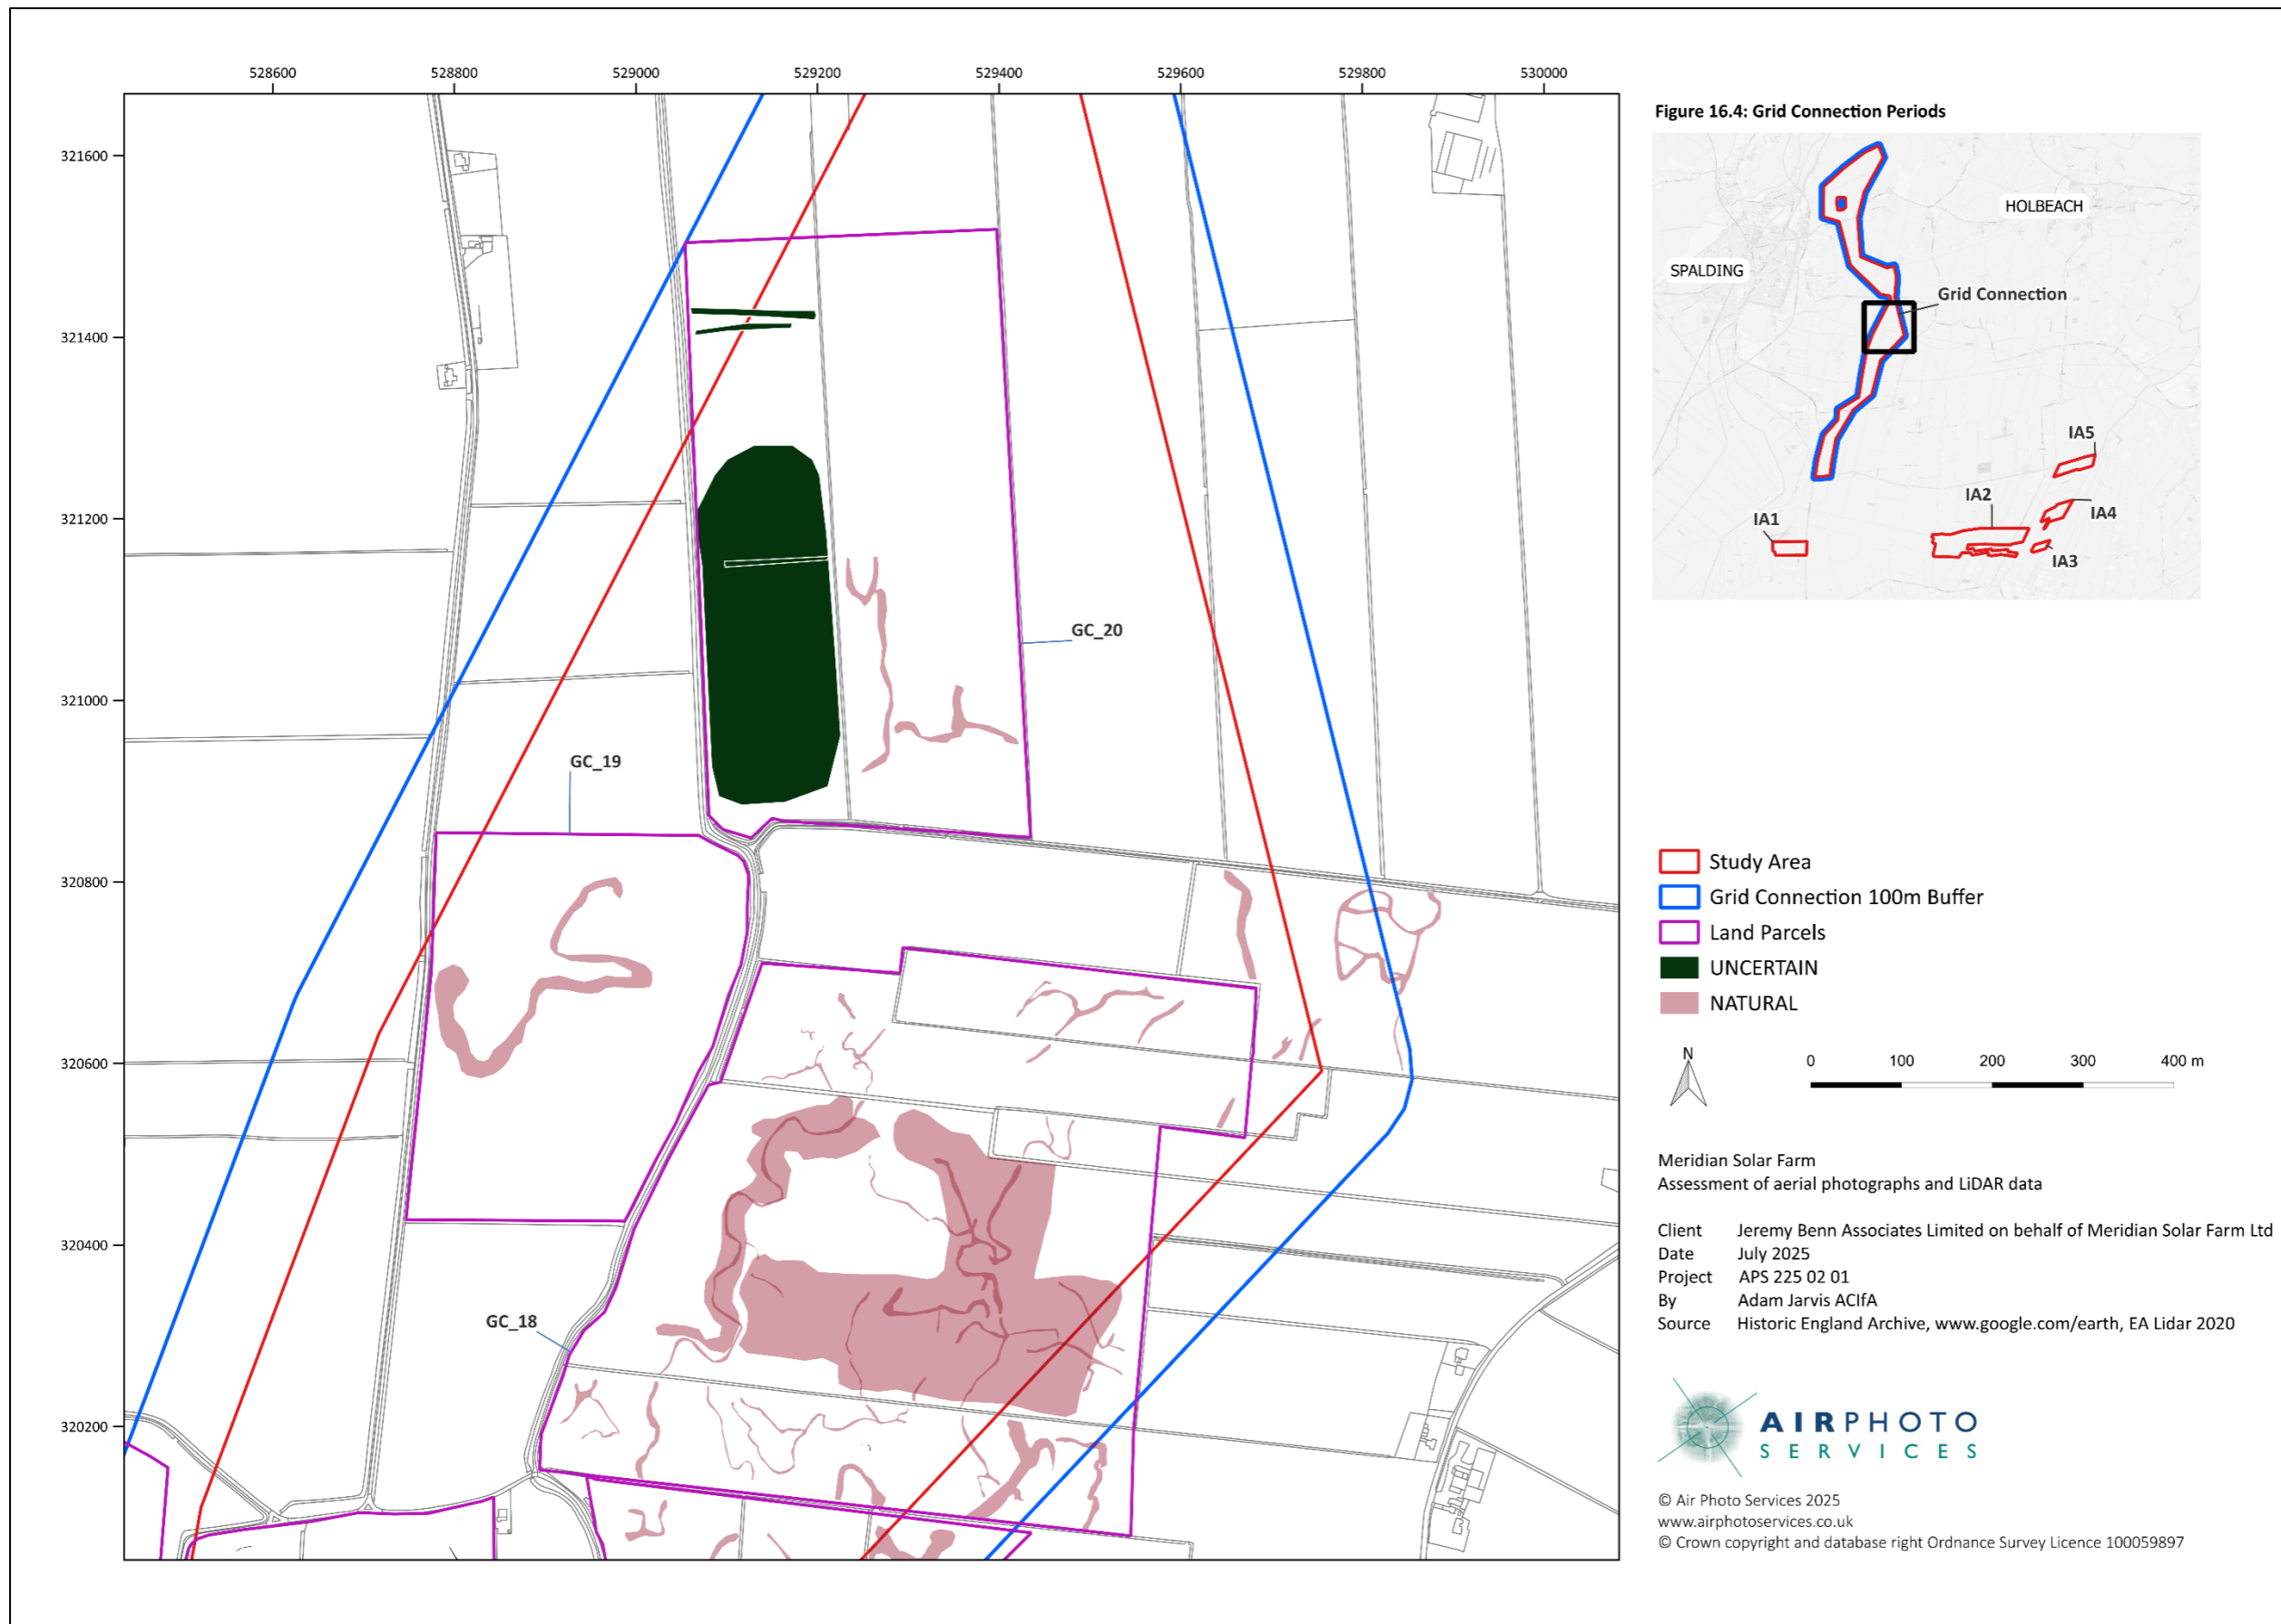 528600 528800 529000 529200 529400 529600 529800 530000
321600
321400
321200
321000
320800
320600
320400
320200
GC_20
GC_19
GC_18
Figure 16.4: Grid Connection Periods
HOLBEACH
SPALDING
Grid Connection
IA5
IA2
IA4
IA1
IA3
Study Area
Grid Connection 100m Buffer
Land Parcels
UNCERTAIN
NATURAL
N
0 100 200 300 400 m
Meridian Solar Farm
Assessment of aerial photographs and LiDAR data
Client Jeremy Benn Associates Limited on behalf of Meridian Solar Farm Ltd
Date July 2025
Project APS 225 02 01
By Adam Jarvis ACIfA
Source Historic England Archive, www.google.com/earth, EA Lidar 2020
AIRPHOTO
SERVICES
© Air Photo Services 2025
www.airphotoservices.co.uk
© Crown copyright and database right Ordnance Survey Licence 100059897